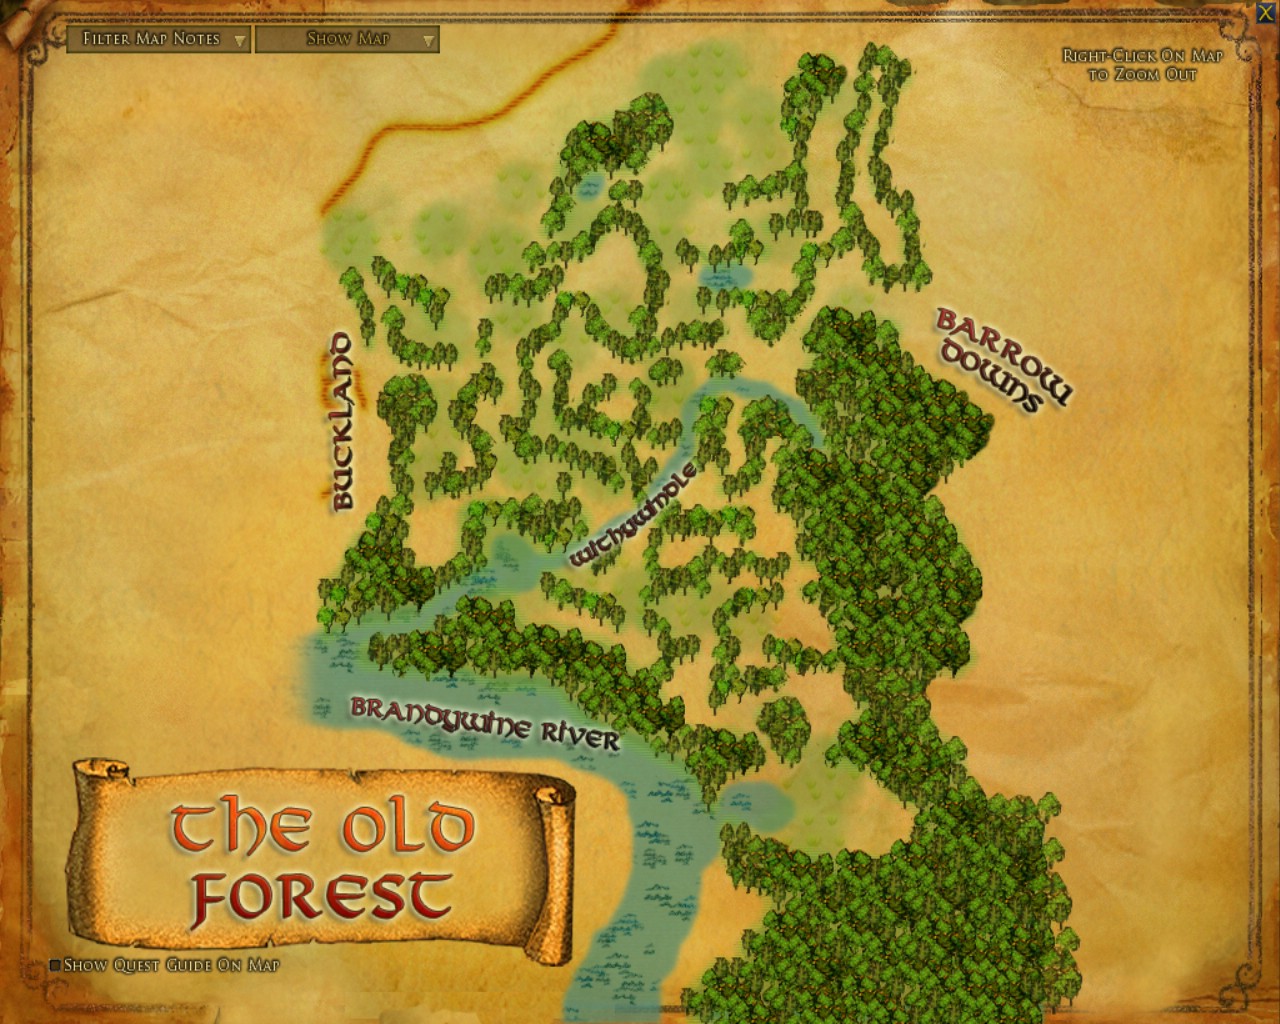 Filter Map Notes
Show Map
X
Right-Click On Map
to Zoom Out
Barrow
Downs
Buckland
Withywindle
Brandywine River
The Old
Forest
Show Quest Guide On Map